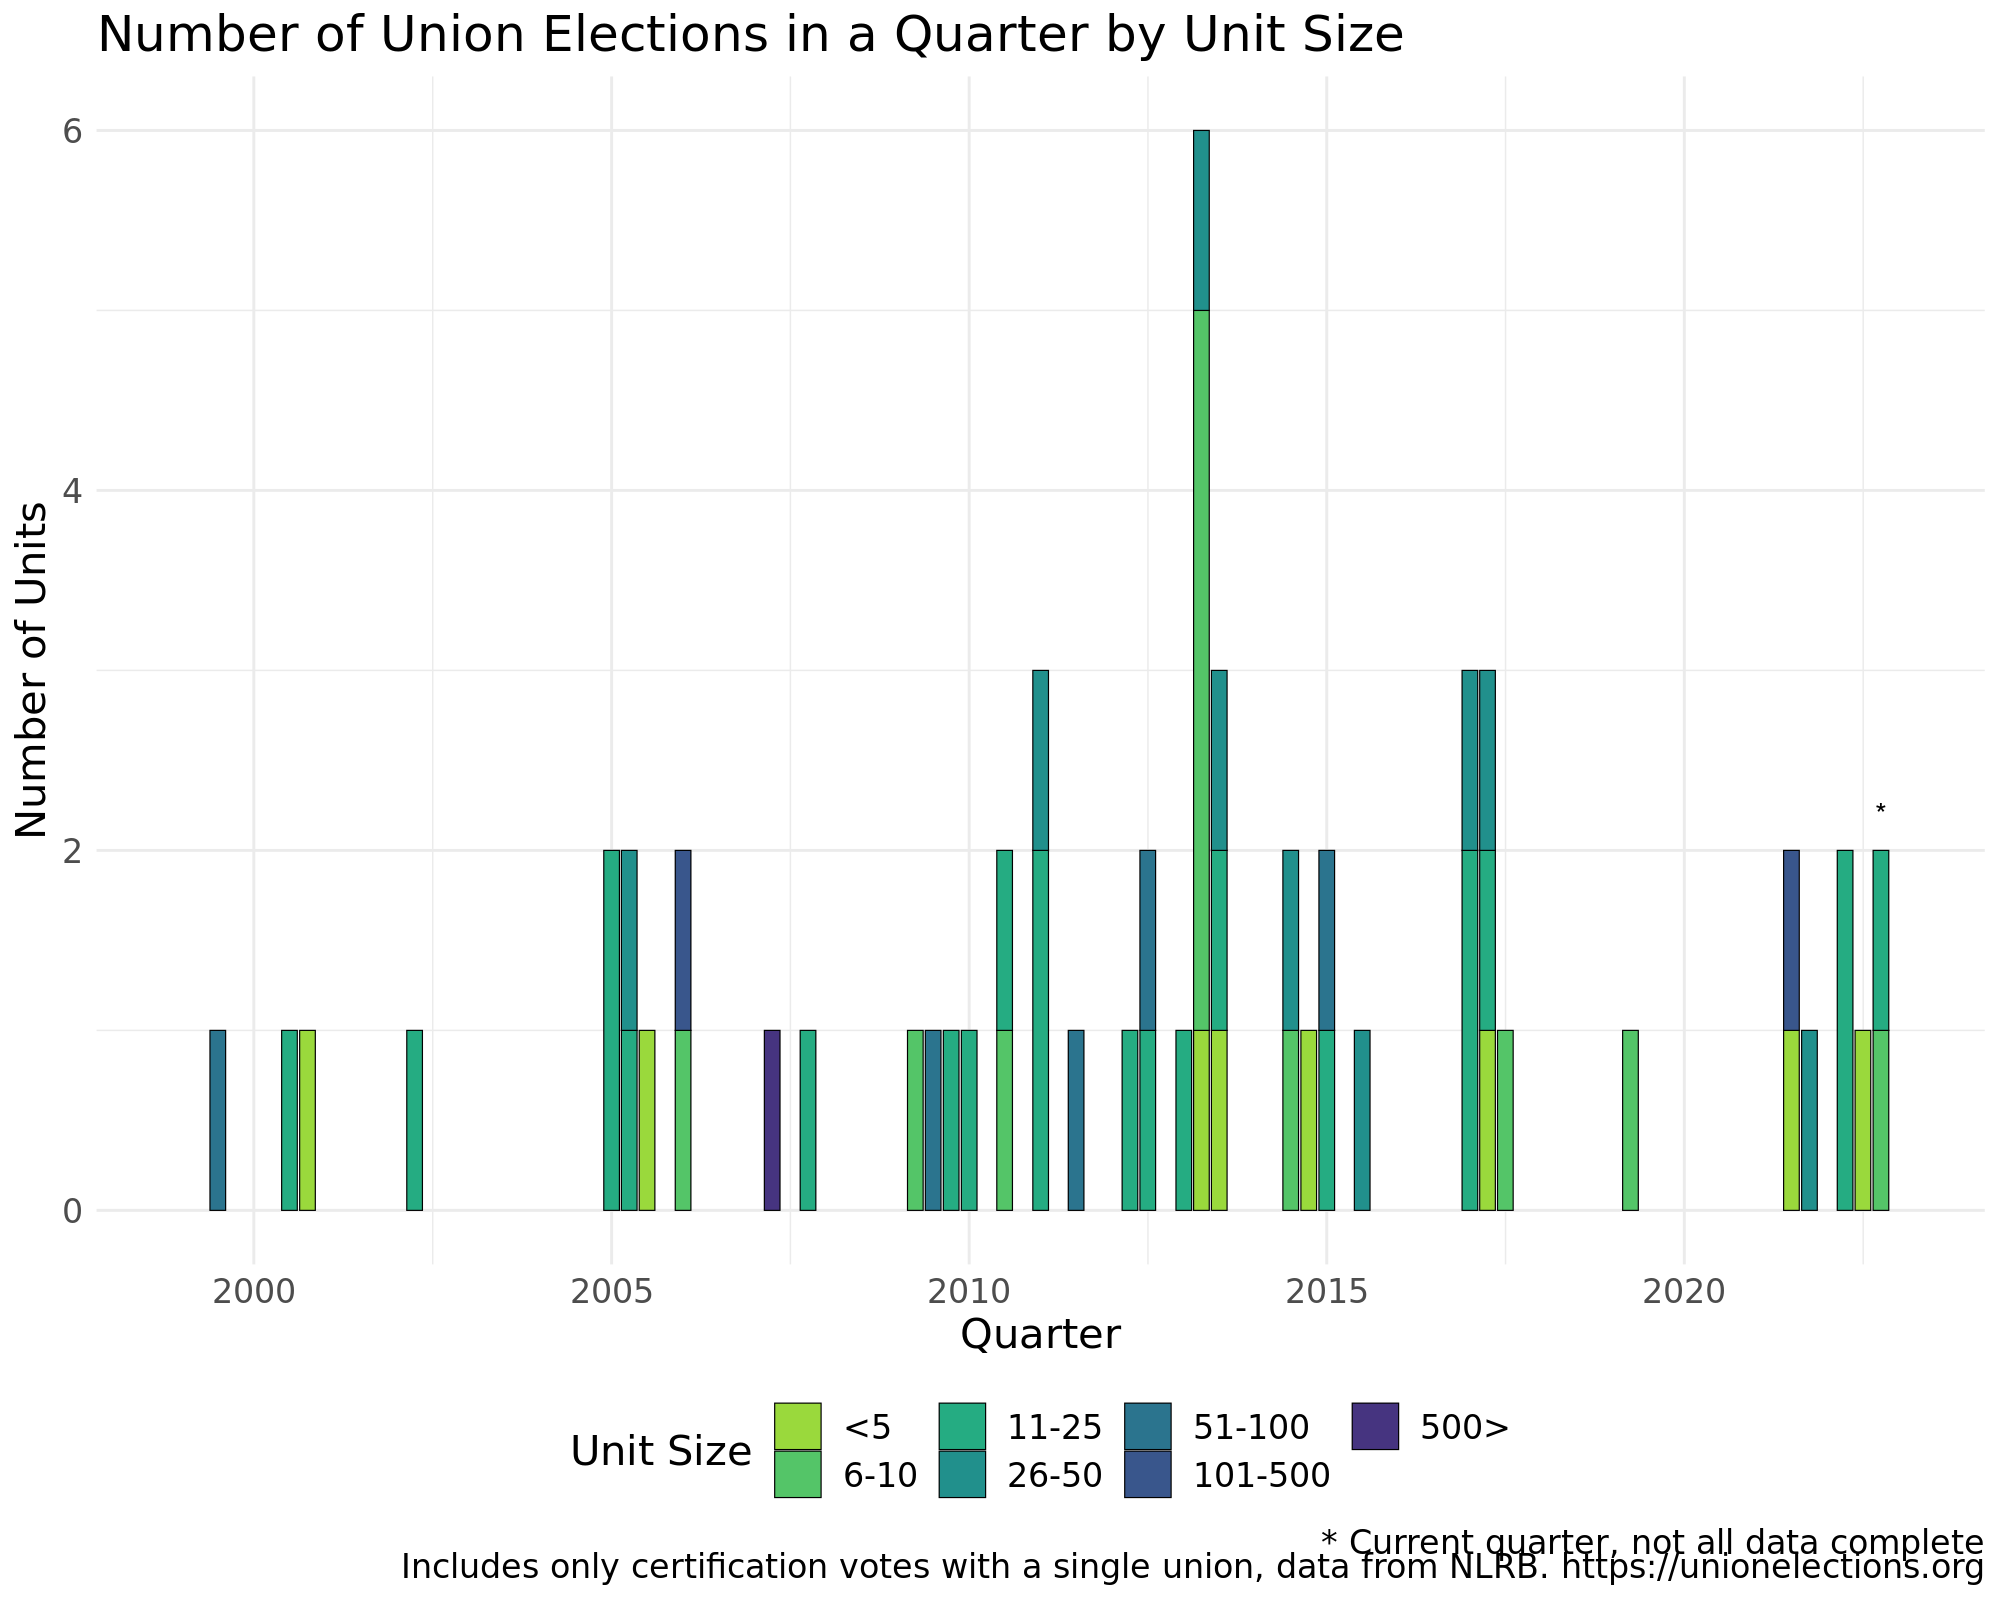 Number of Union Elections in a Quarter by Unit Size
6
4
2
0
Number of Units
*
2000 2005 2010 2015 2020
Quarter
Unit Size
<5 11-25 51-100 500>
6-10 26-50 101-500
* Current quarter, not all data complete
Includes only certification votes with a single union, data from NLRB. https://unionelections.org